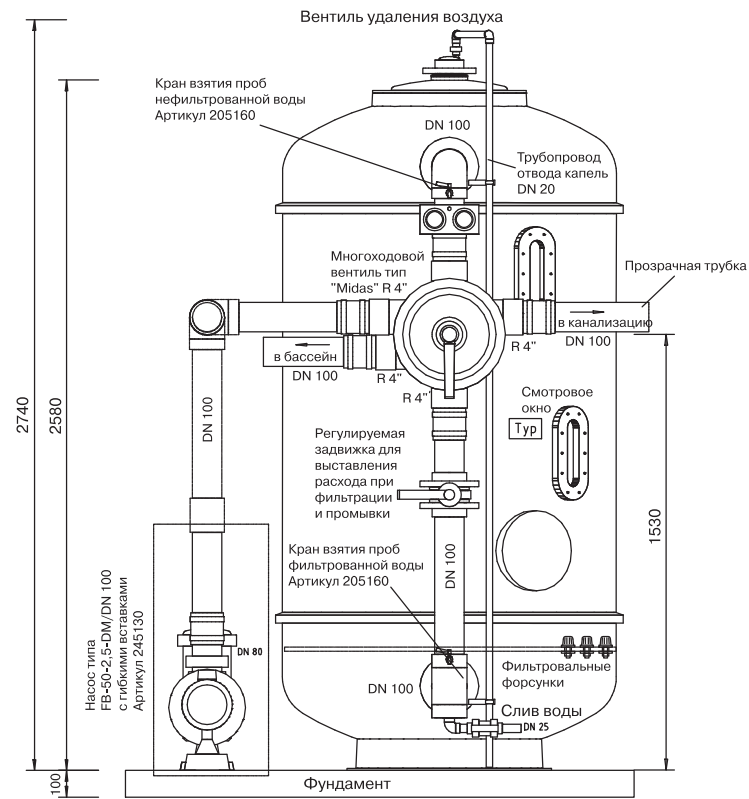 Вентиль удаления воздуха
Кран взятия проб
нефильтрованной воды
Артикул 205160
DN 100
Трубопровод
отвода капель
DN 20
Многоходовой
вентиль тип
"Midas" R 4"
Прозрачная трубка
в канализацию
DN 100
R 4"
в бассейн
DN 100
R 4"
R 4"
2740
2580
DN 100
Смотровое
окно
Typ
Регулируемая
задвижка для
выставления
расхода при
фильтрации
и промывки
1530
Кран взятия проб
фильтрованной воды
Артикул 205160
DN 100
Насос типа
FB-50-2,5-DM/DN 100
с гибкими вставками
Артикул 245130
DN 80
DN 100
Фильтровальные
форсунки
Слив воды
DN 25
100
Фундамент